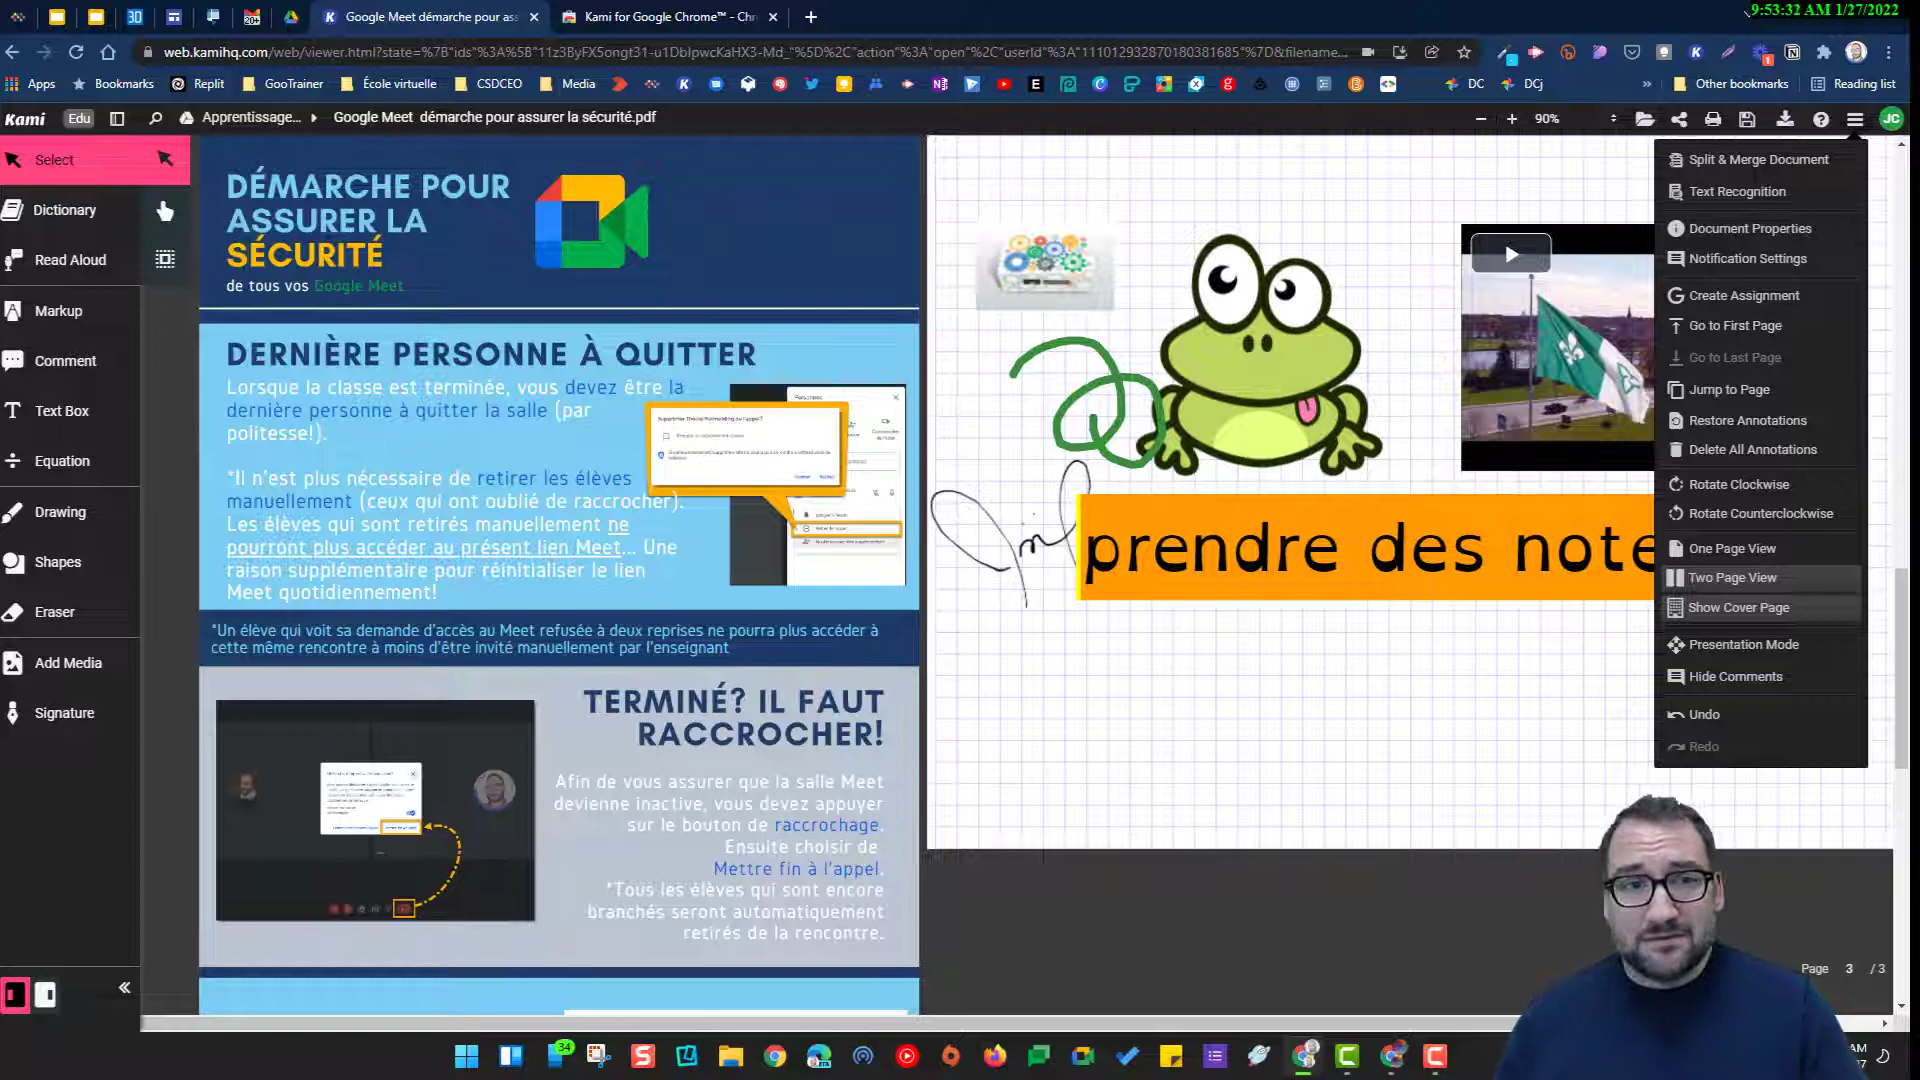 9:53:32 AM 1/27/2022
20+
Google Meet démarche pour ass
Kami for Google Chrome™ - Chr
web.kamihq.com/web/viewer.html?state=%7B"ids"%3A%5B"11z3ByFX5ongt31-u1DbIpwcKaHX3-Md_"%5D%2C"action"%3A"open"%2C"userId"%3A"111012932870180381685"%7D&filename...
Apps
Bookmarks
Replit
GooTrainer
École virtuelle
CSDCEO
Media
DC
DCj
»
Other bookmarks
Reading list
Kami
Edu
Apprentissage...
Google Meet démarche pour assurer la sécurité.pdf
90%
JC
Select
Dictionary
Read Aloud
Markup
Comment
Text Box
Equation
Drawing
Shapes
Eraser
Add Media
Signature
DÉMARCHE POUR
ASSURER LA
SÉCURITÉ
de tous vos Google Meet
DERNIÈRE PERSONNE À QUITTER
Lorsque la classe est terminée, vous devez être la
dernière personne à quitter la salle (par
politesse!).
*Il n'est plus nécessaire de retirer les élèves
manuellement (ceux qui ont oublié de raccrocher).
Les élèves qui sont retirés manuellement ne
pourront plus accéder au présent lien Meet... Une
raison supplémentaire pour réinitialiser le lien
Meet quotidiennement!
Personnes
*Un élève qui voit sa demande d'accès au Meet refusée à deux reprises ne pourra plus accéder à
cette même rencontre à moins d'être invité manuellement par l'enseignant
TERMINÉ? IL FAUT
RACCROCHER!
Afin de vous assurer que la salle Meet
devienne inactive, vous devez appuyer
sur le bouton de raccrochage.
Ensuite choisir de
Mettre fin à l'appel.
*Tous les élèves qui sont encore
branchés seront automatiquement
retirés de la rencontre.
prendre des note
Split & Merge Document
Text Recognition
Document Properties
Notification Settings
Create Assignment
Go to First Page
Go to Last Page
Jump to Page
Restore Annotations
Delete All Annotations
Rotate Clockwise
Rotate Counterclockwise
One Page View
Two Page View
Show Cover Page
Presentation Mode
Hide Comments
Undo
Redo
Page 3 / 3
34
AM